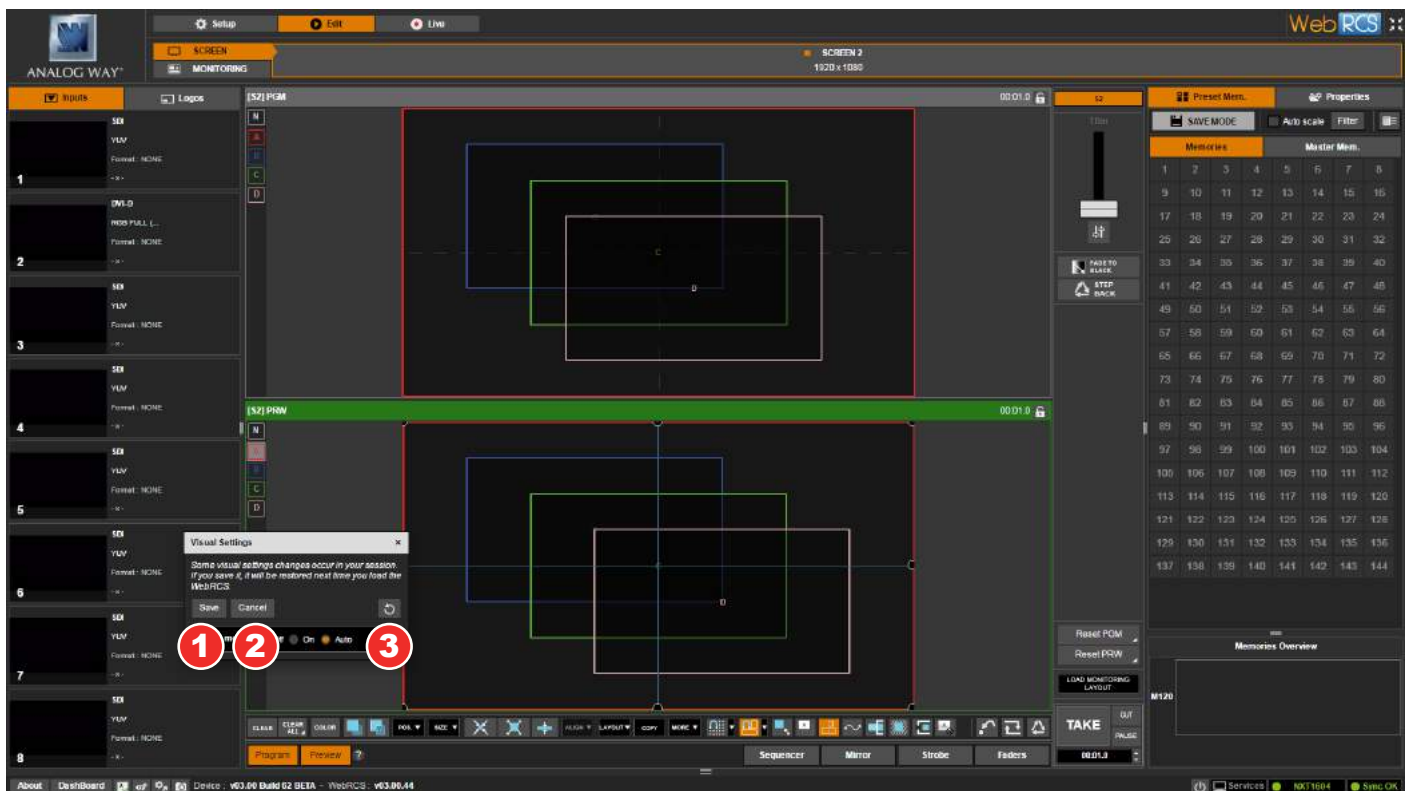 Setup
Edit
Live
Web RCS
ANALOG WAY
SCREEN
MONITORING
SCREEN 2
1920 x 1080
Inputs
Logos
[S2] PGM
00:01.0
S2
Preset Mem.
Properties
SAVE MODE
Auto scale
Filter
Memories
Master Mem.
1 2 3 4 5 6 7 8
9 10 11 12 13 14 15 16
17 18 19 20 21 22 23 24
25 26 27 28 29 30 31 32
33 34 35 36 37 38 39 40
41 42 43 44 45 46 47 48
49 50 51 52 53 54 55 56
57 58 59 60 61 62 63 64
65 66 67 68 69 70 71 72
73 74 75 76 77 78 79 80
81 82 83 84 85 86 87 88
89 90 91 92 93 94 95 96
97 98 99 100 101 102 103 104
105 106 107 108 109 110 111 112
113 114 115 116 117 118 119 120
121 122 123 124 125 126 127 128
129 130 131 132 133 134 135 136
137 138 139 140 141 142 143 144
SDI
YUV
Format : NONE
- x -
1
DVI-D
RGB FULL (...
Format : NONE
- x -
2
SDI
YUV
Format : NONE
- x -
3
SDI
YUV
Format : NONE
- x -
4
SDI
YUV
Format : NONE
- x -
5
SDI
YUV
Format : NONE
6
SDI
YUV
Format : NONE
- x -
7
SDI
YUV
Format : NONE
- x -
8
N
A
B
C
D
C
D
FADE TO BLACK
STEP BACK
[S2] PRW
00:01.0
N
B
C
D
D
Visual Settings
Some visual settings changes occur in your session.
If you save it, it will be restored next time you load the
WebRCS.
Save
Cancel
On
Auto
1
2
3
Reset PGM
Reset PRW
LOAD MONITORING
LAYOUT
Memories Overview
M120
CLEAR
CLEAR ALL
COLOR
POS.
SIZE
ALIGN
LAYOUT
COPY
MORE
TAKE
CUT
PAUSE
00:01.0
Program
Preview
?
Sequencer
Mirror
Strobe
Faders
About
DashBoard
Device : v03.00 Build 62 BETA - WebRCS : v03.00.44
Services
NXT1604
Sync OK